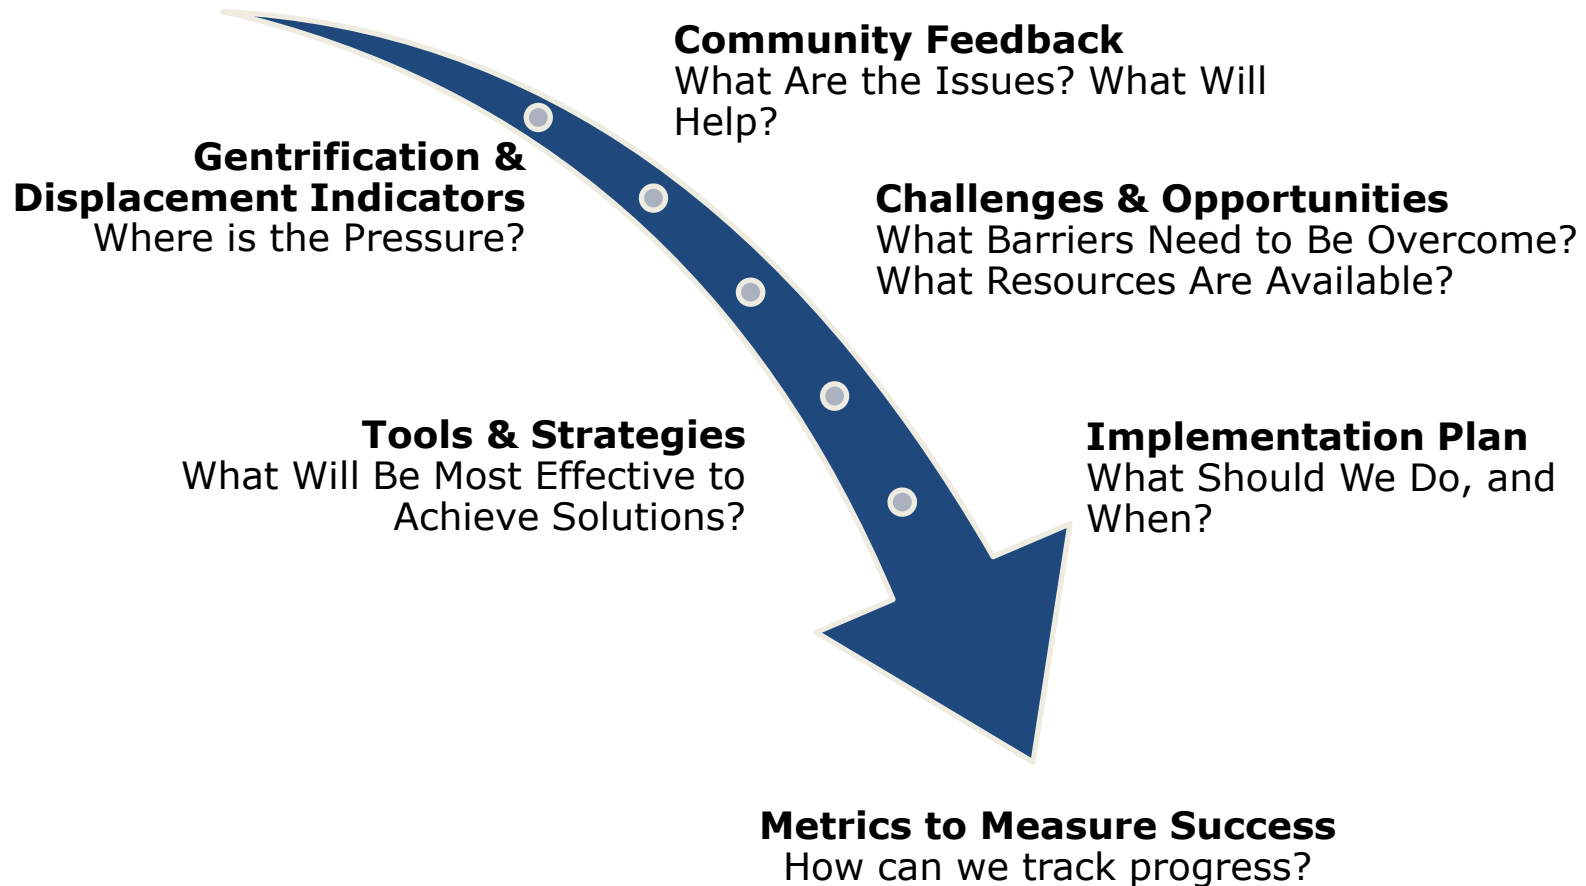 Community Feedback
What Are the Issues? What Will
Help?
Gentrification &
Displacement Indicators
Where is the Pressure?
Challenges & Opportunities
What Barriers Need to Be Overcome?
What Resources Are Available?
Tools & Strategies
What Will Be Most Effective to
Achieve Solutions?
Implementation Plan
What Should We Do, and
When?
Metrics to Measure Success
How can we track progress?